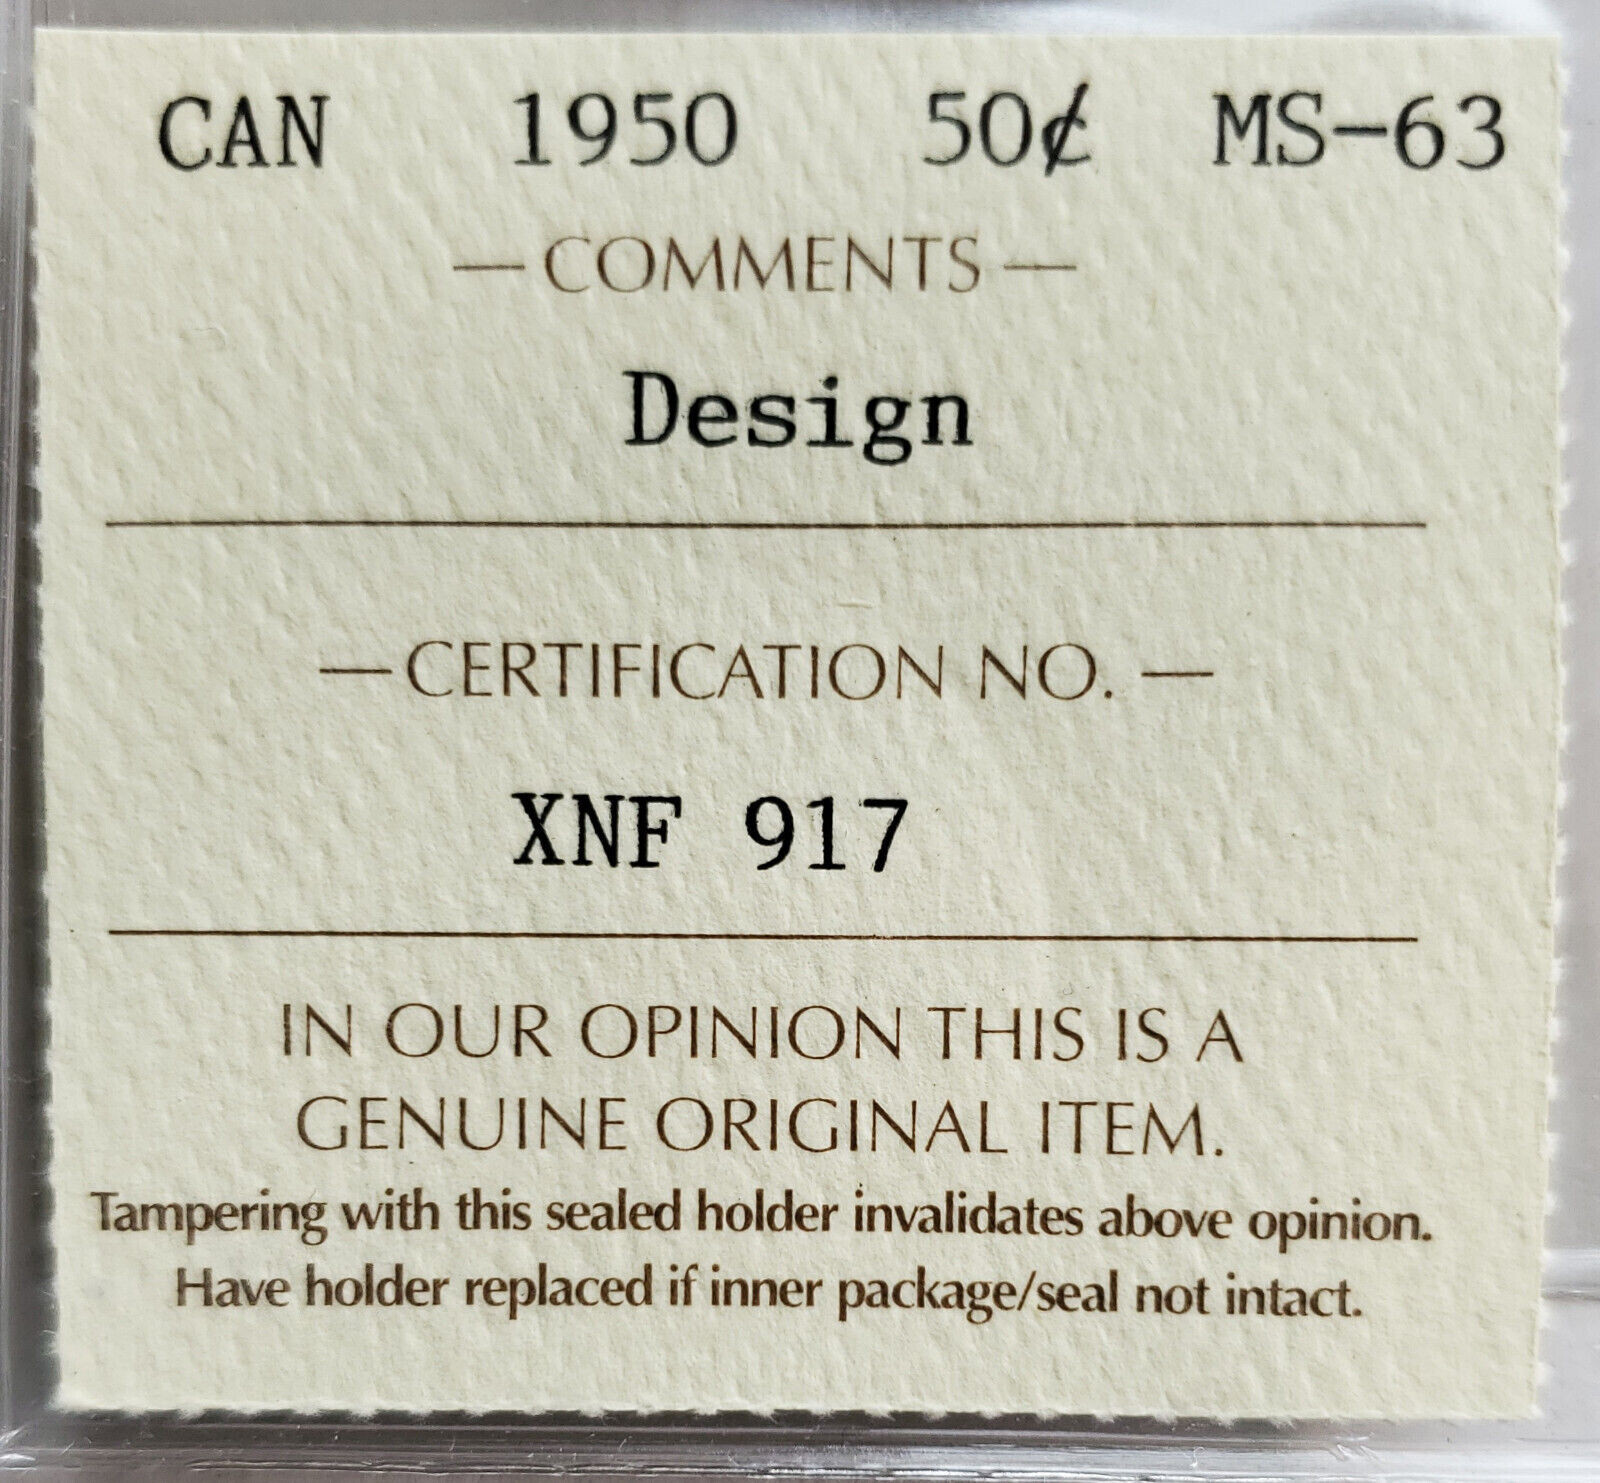 CAN 1950 50¢ MS-63
— COMMENTS —
Design
— CERTIFICATION NO. —
XNF 917
IN OUR OPINION THIS IS A
GENUINE ORIGINAL ITEM.
Tampering with this sealed holder invalidates above opinion.
Have holder replaced if inner package/seal not intact.